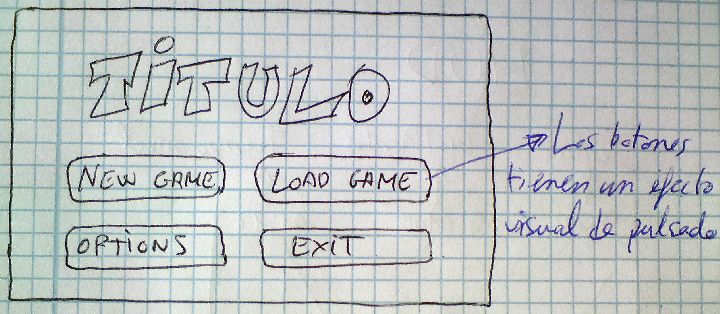 TiTULO
NEW GAME
LOAD GAME
OPTIONS
EXIT
Los botones
tienen un efecto
visual de pulsado